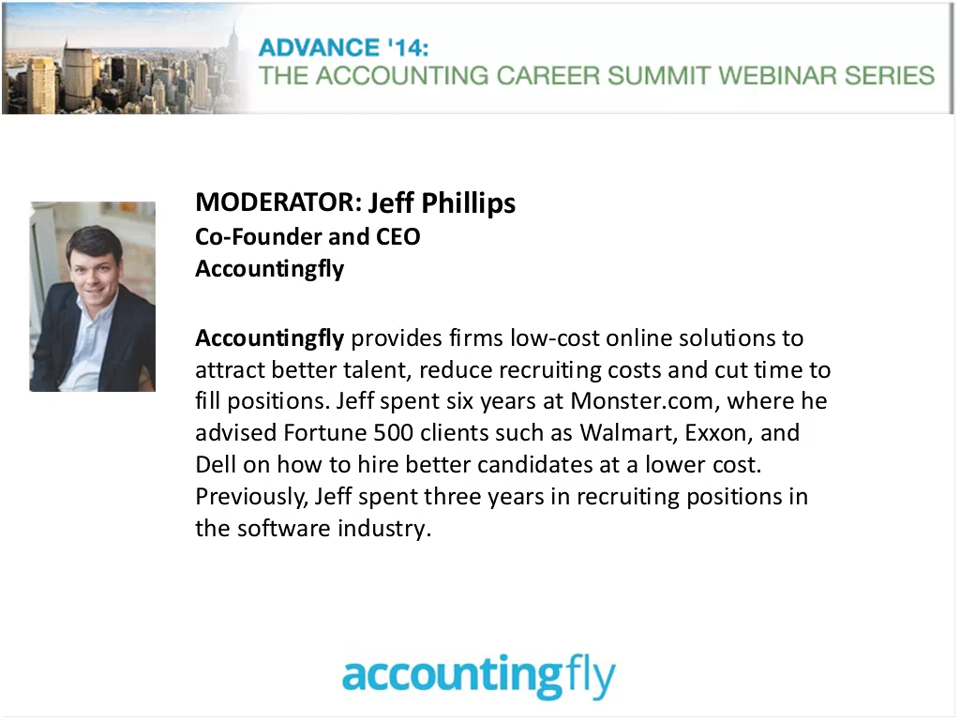 ADVANCE '14:
THE ACCOUNTING CAREER SUMMIT WEBINAR SERIES
MODERATOR: Jeff Phillips
Co-Founder and CEO
Accountingfly
Accountingfly provides firms low-cost online solutions to
attract better talent, reduce recruiting costs and cut time to
fill positions. Jeff spent six years at Monster.com, where he
advised Fortune 500 clients such as Walmart, Exxon, and
Dell on how to hire better candidates at a lower cost.
Previously, Jeff spent three years in recruiting positions in
the software industry.
accountingfly